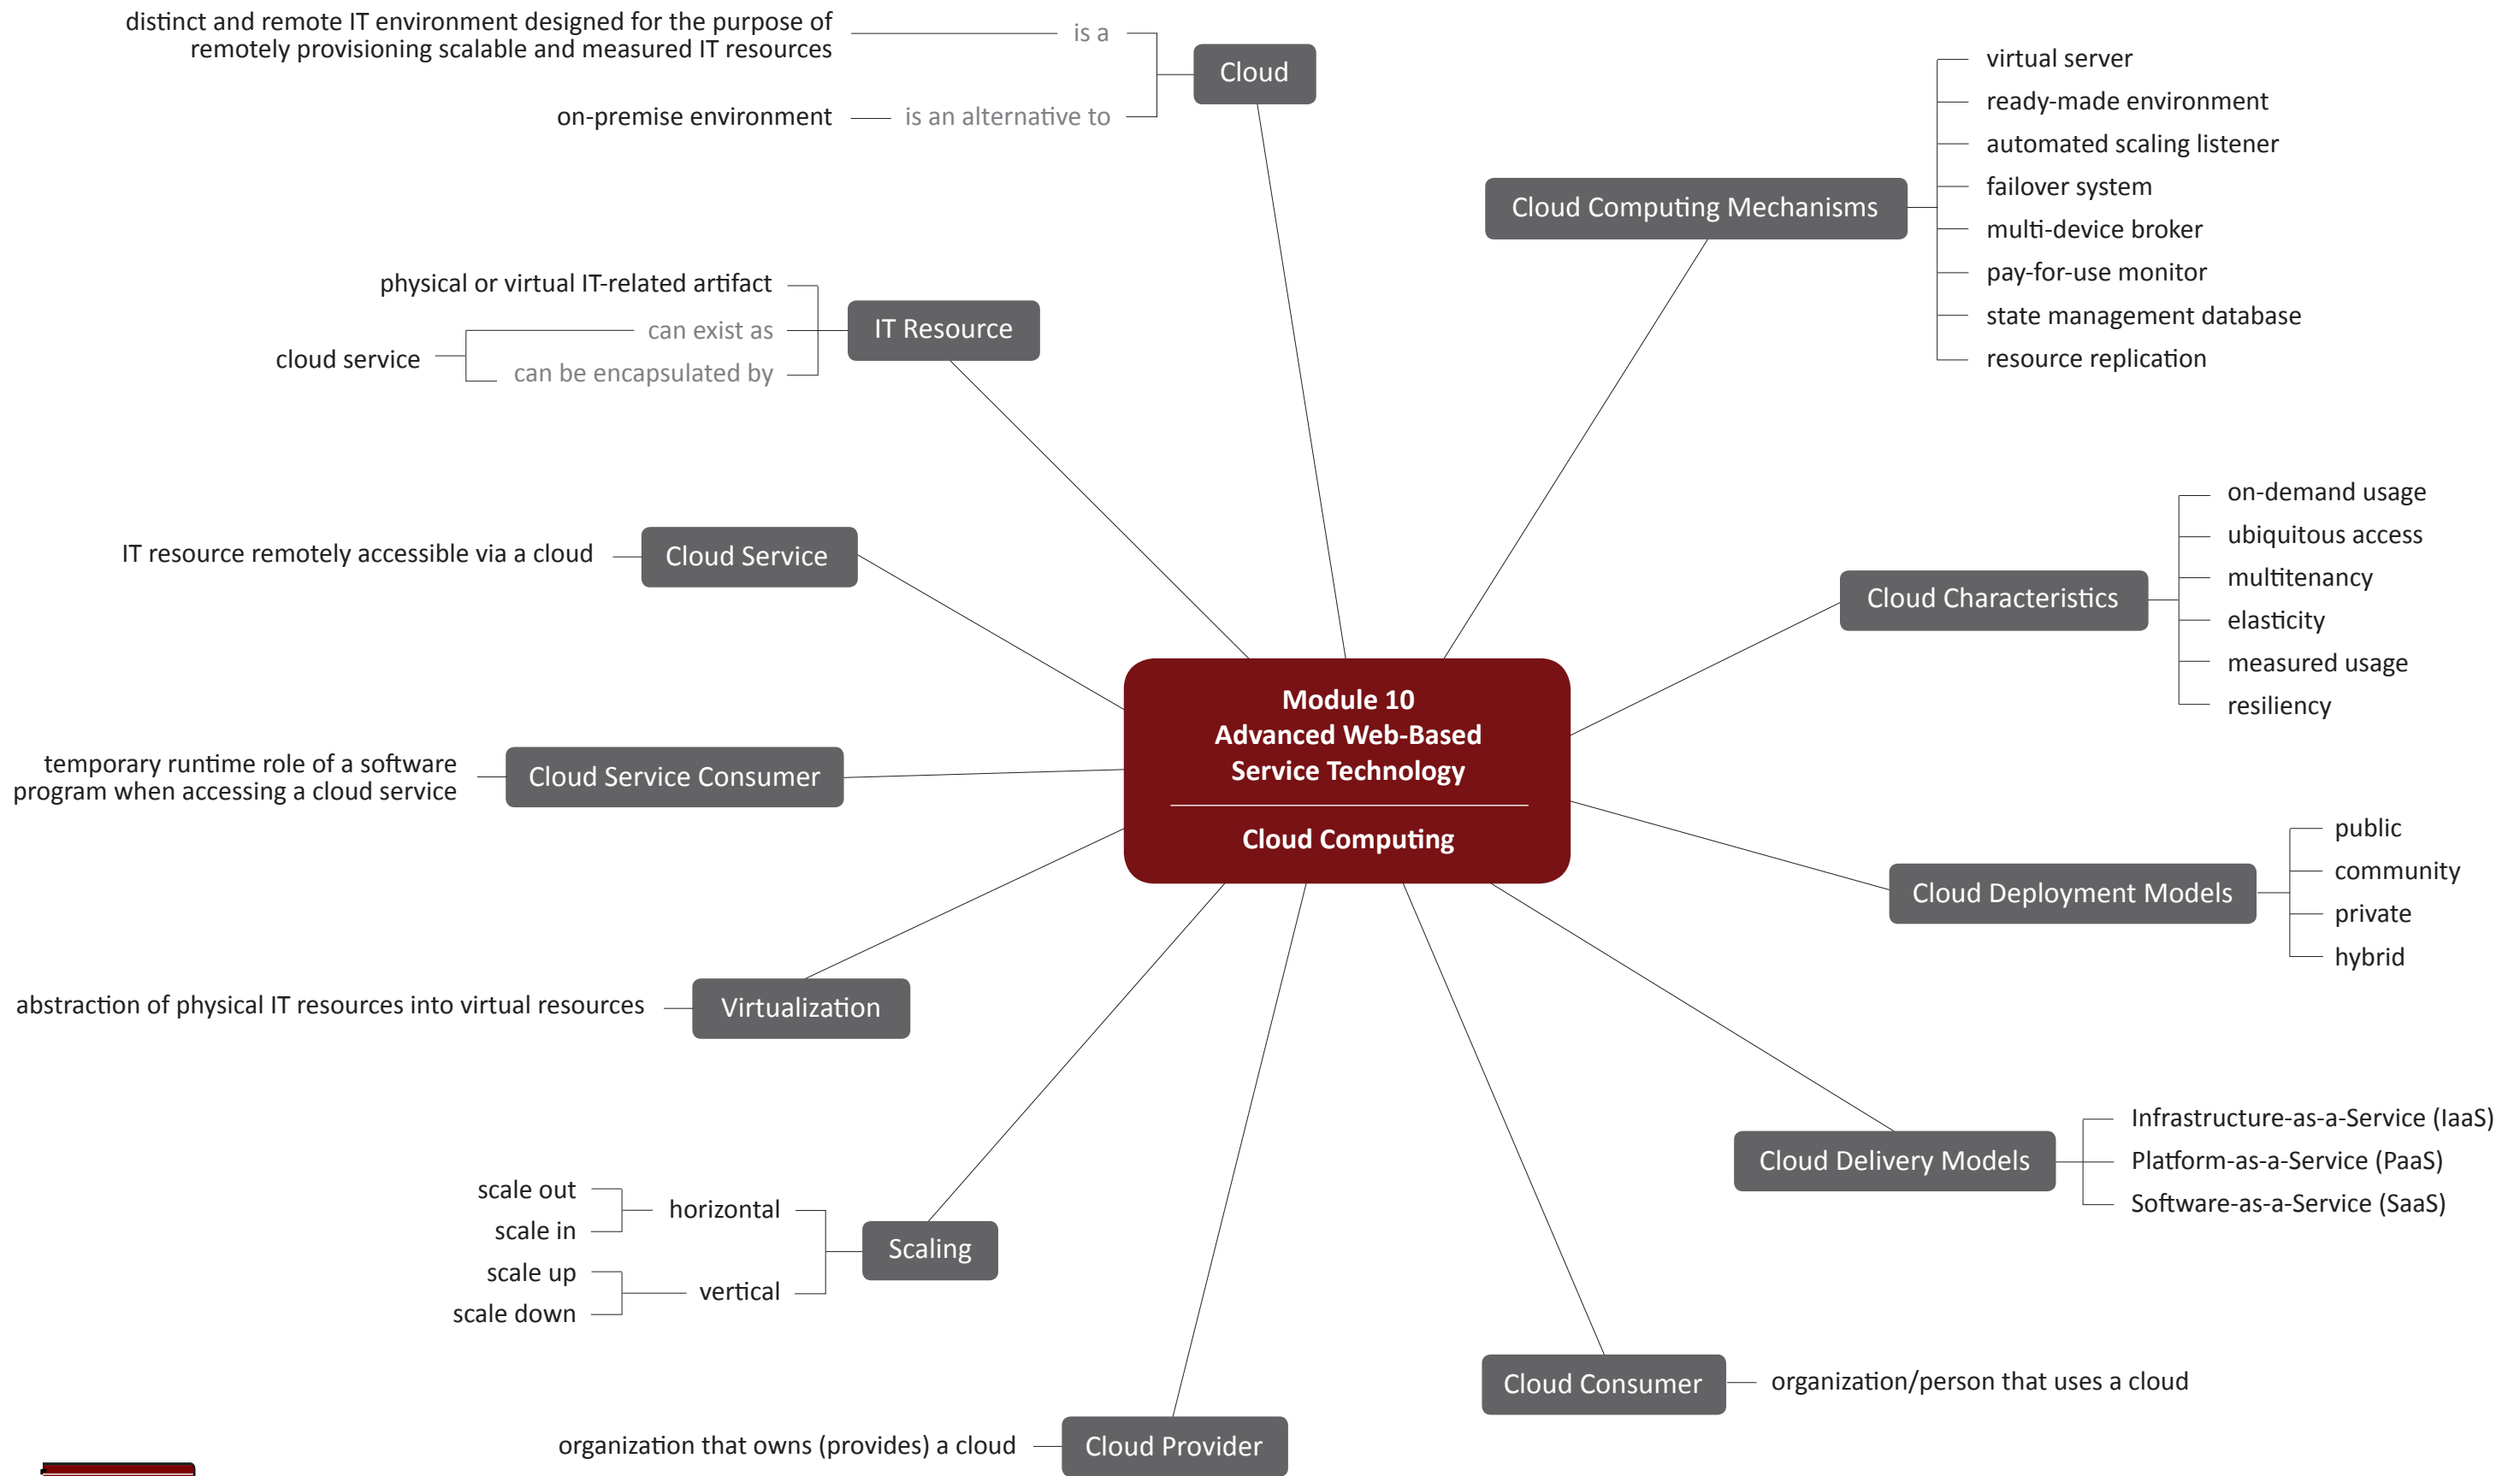 distinct and remote IT environment designed for the purpose of
remotely provisioning scalable and measured IT resources
is a
on-premise environment
is an alternative to
Cloud
physical or virtual IT-related artifact
can exist as
cloud service
can be encapsulated by
IT Resource
IT resource remotely accessible via a cloud
Cloud Service
temporary runtime role of a software
program when accessing a cloud service
Cloud Service Consumer
abstraction of physical IT resources into virtual resources
Virtualization
scale out
scale in
horizontal
scale up
scale down
vertical
Scaling
organization that owns (provides) a cloud
Cloud Provider
Module 10
Advanced Web-Based
Service Technology
Cloud Computing
Cloud Computing Mechanisms
virtual server
ready-made environment
automated scaling listener
failover system
multi-device broker
pay-for-use monitor
state management database
resource replication
Cloud Characteristics
on-demand usage
ubiquitous access
multitenancy
elasticity
measured usage
resiliency
Cloud Deployment Models
public
community
private
hybrid
Cloud Delivery Models
Infrastructure-as-a-Service (IaaS)
Platform-as-a-Service (PaaS)
Software-as-a-Service (SaaS)
Cloud Consumer
organization/person that uses a cloud